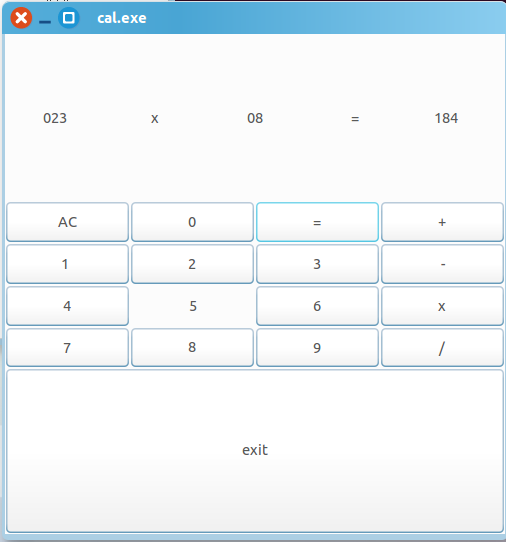 cal.exe
023 x 08 = 184
AC 0 = +
1 2 3 -
4 5 6 x
7 8 9 /
exit